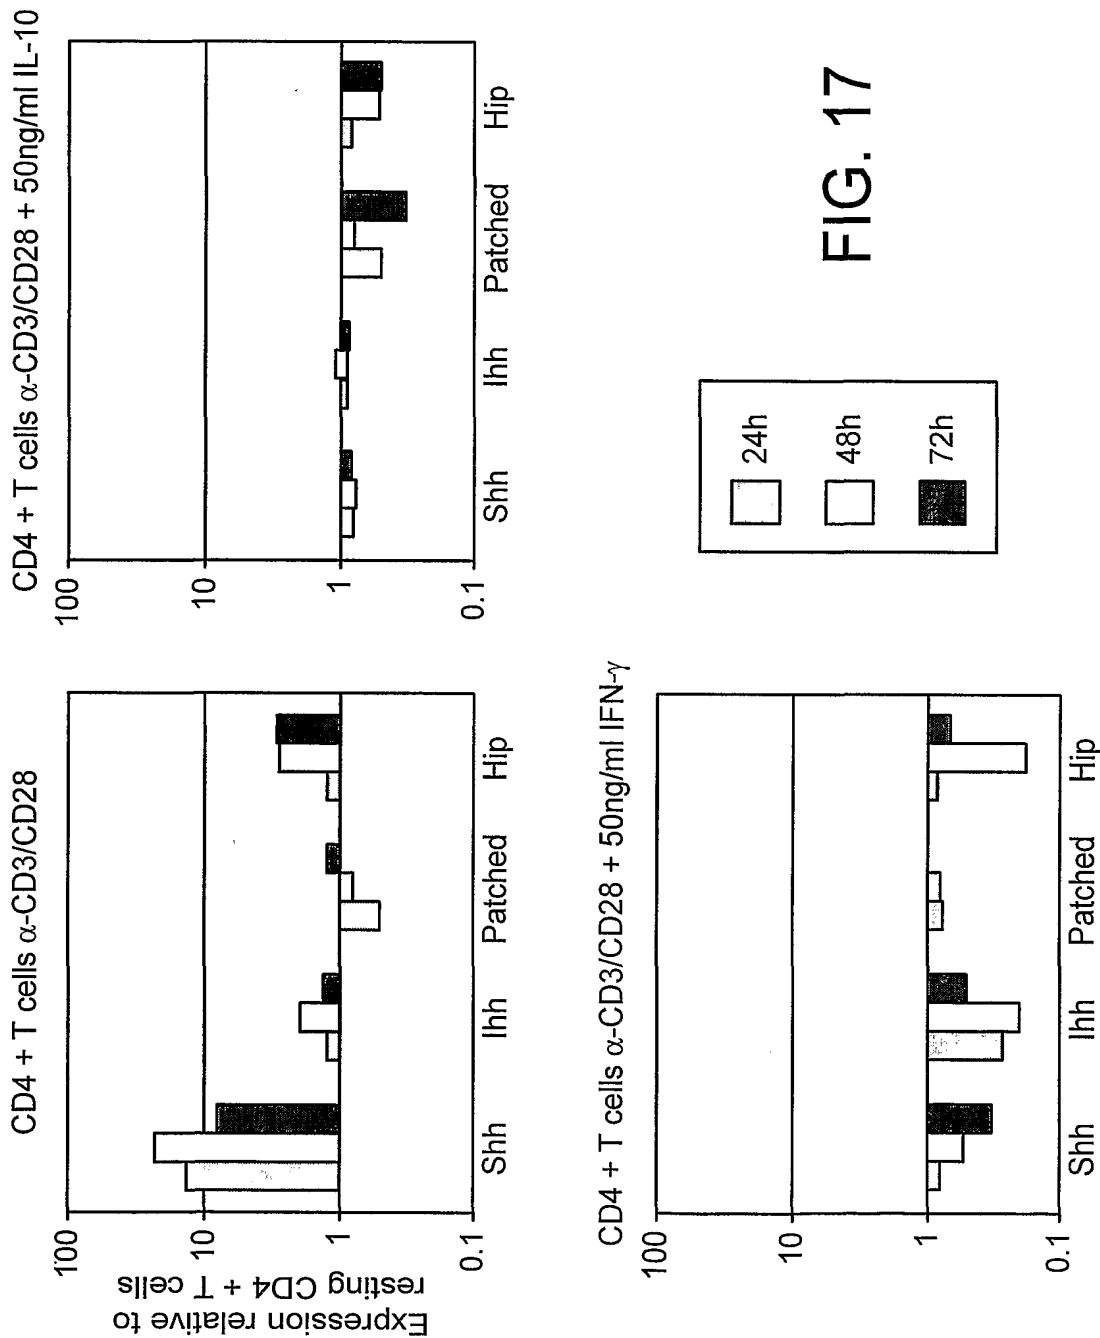 CD4 + T cells α-CD3/CD28
Expression relative to
resting CD4 + T cells
100
10
1
0.1
Shh Ihh Patched Hip
CD4 + T cells α-CD3/CD28 + 50ng/ml IL-10
100
10
1
0.1
Shh Ihh Patched Hip
CD4 + T cells α-CD3/CD28 + 50ng/ml IFN-γ
100
10
1
0.1
Shh Ihh Patched Hip
24h
48h
72h
FIG. 17